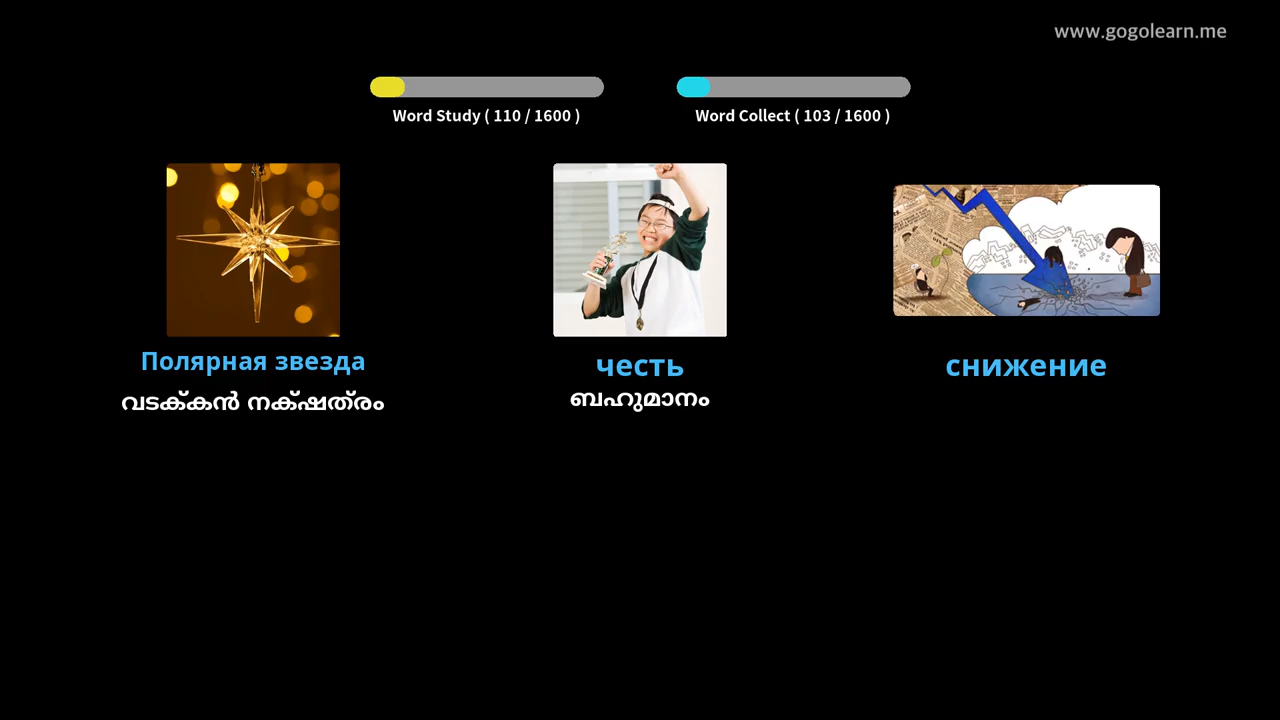 www.gogolearn.me
Word Study ( 110 / 1600 )
Word Collect ( 103 / 1600 )
Полярная звезда
വടക്കൻ നക്ഷത്രം
честь
ബഹുമാനം
снижение